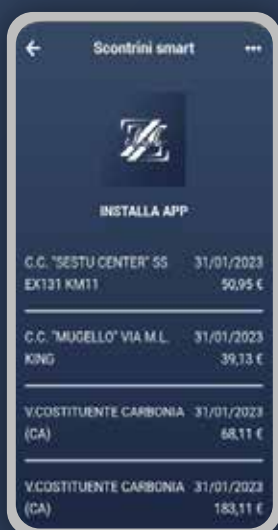 Scontrini smart
INSTALLA APP
C.C. "SESTU CENTER" SS 31/01/2023
EX131 KM11 50,95 €
C.C. "MUGELLO" VIA M.L. 31/01/2023
KING 39,13 €
V.COSTITUENTE CARBONIA 31/01/2023
(CA) 68,11 €
V.COSTITUENTE CARBONIA 31/01/2023
(CA) 183,11 €